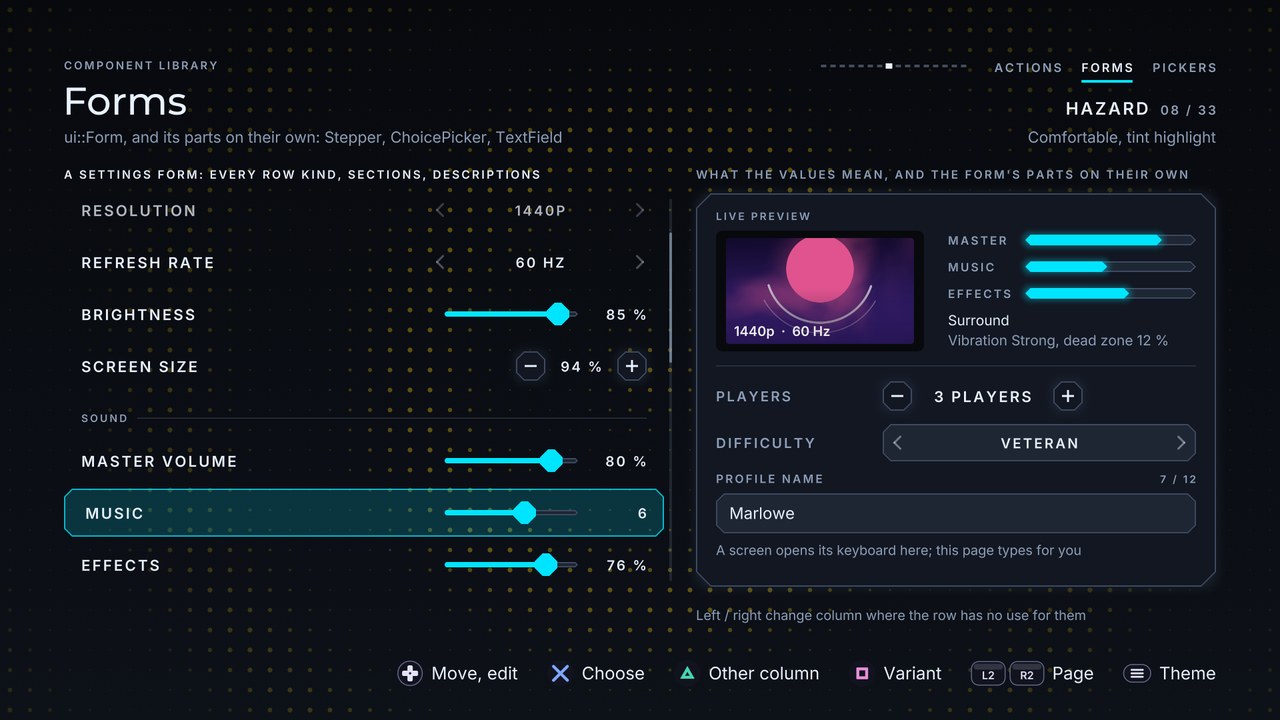 COMPONENT LIBRARY
Forms
ui::Form, and its parts on their own: Stepper, ChoicePicker, TextField
ACTIONS FORMS PICKERS
HAZARD 08 / 33
Comfortable, tint highlight
A SETTINGS FORM: EVERY ROW KIND, SECTIONS, DESCRIPTIONS
RESOLUTION 1440P
REFRESH RATE 60 HZ
BRIGHTNESS 85 %
SCREEN SIZE 94 %
SOUND
MASTER VOLUME 80 %
MUSIC 6
EFFECTS 76 %
WHAT THE VALUES MEAN, AND THE FORM'S PARTS ON THEIR OWN
LIVE PREVIEW
1440p · 60 Hz
MASTER
MUSIC
EFFECTS
Surround
Vibration Strong, dead zone 12 %
PLAYERS 3 PLAYERS
DIFFICULTY VETERAN
PROFILE NAME 7 / 12
Marlowe
A screen opens its keyboard here; this page types for you
Left / right change column where the row has no use for them
Move, edit Choose Other column Variant L2 R2 Page Theme